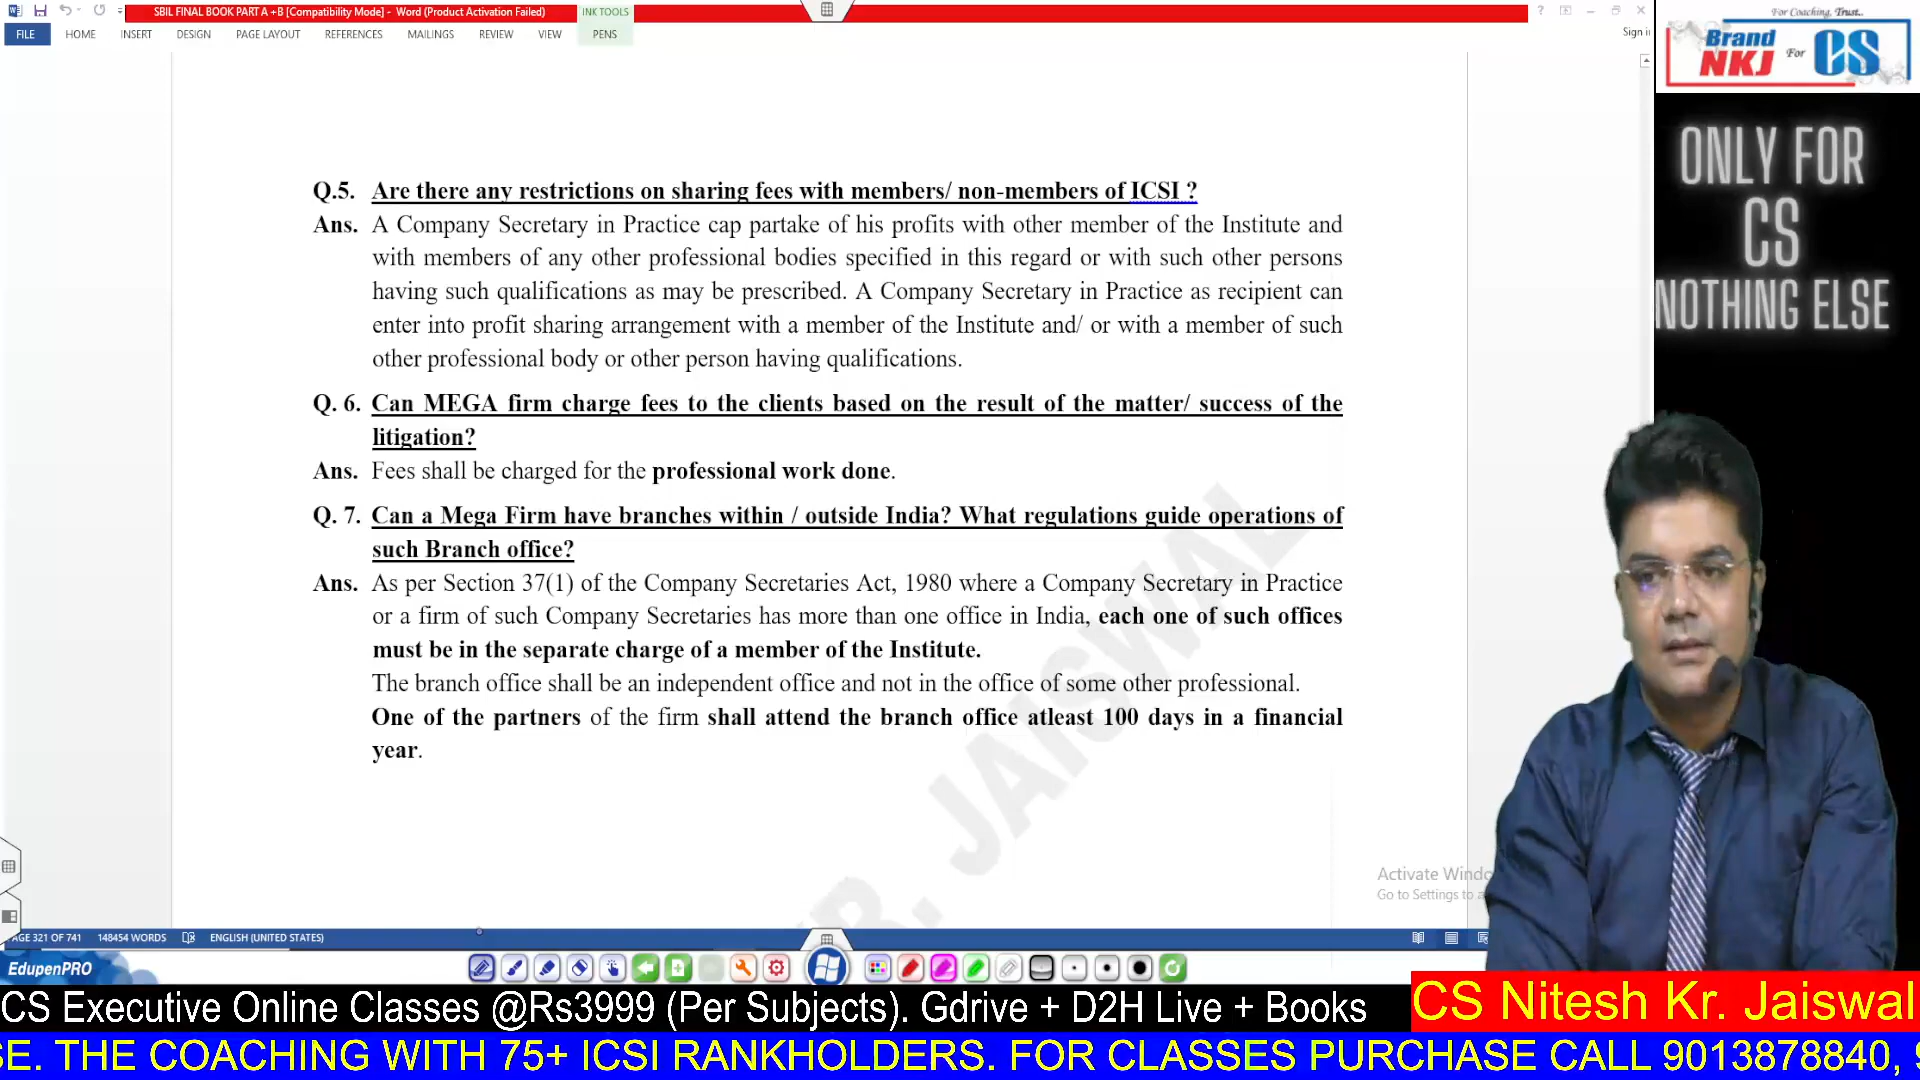 SBIL FINAL BOOK PART A +B [Compatibility Mode] - Word (Product Activation Failed)
INK TOOLS
FILE HOME INSERT DESIGN PAGE LAYOUT REFERENCES MAILINGS REVIEW VIEW PENS
Sign i
For Coaching, Trust..
Brand NKJ For CS
ONLY FOR
CS
NOTHING ELSE
Q.5. Are there any restrictions on sharing fees with members/ non-members of ICSI ?
Ans. A Company Secretary in Practice cap partake of his profits with other member of the Institute and
with members of any other professional bodies specified in this regard or with such other persons
having such qualifications as may be prescribed. A Company Secretary in Practice as recipient can
enter into profit sharing arrangement with a member of the Institute and/ or with a member of such
other professional body or other person having qualifications.
Q. 6. Can MEGA firm charge fees to the clients based on the result of the matter/ success of the
litigation?
Ans. Fees shall be charged for the professional work done.
Q. 7. Can a Mega Firm have branches within / outside India? What regulations guide operations of
such Branch office?
Ans. As per Section 37(1) of the Company Secretaries Act, 1980 where a Company Secretary in Practice
or a firm of such Company Secretaries has more than one office in India, each one of such offices
must be in the separate charge of a member of the Institute.
The branch office shall be an independent office and not in the office of some other professional.
One of the partners of the firm shall attend the branch office atleast 100 days in a financial
year.
R. JAISWAL
Activate Windo
Go to Settings to a
AGE 321 OF 741 148454 WORDS ENGLISH (UNITED STATES)
EdupenPRO
CS Executive Online Classes @Rs3999 (Per Subjects). Gdrive + D2H Live + Books
CS Nitesh Kr. Jaiswal
SE. THE COACHING WITH 75+ ICSI RANKHOLDERS. FOR CLASSES PURCHASE CALL 9013878840, 9